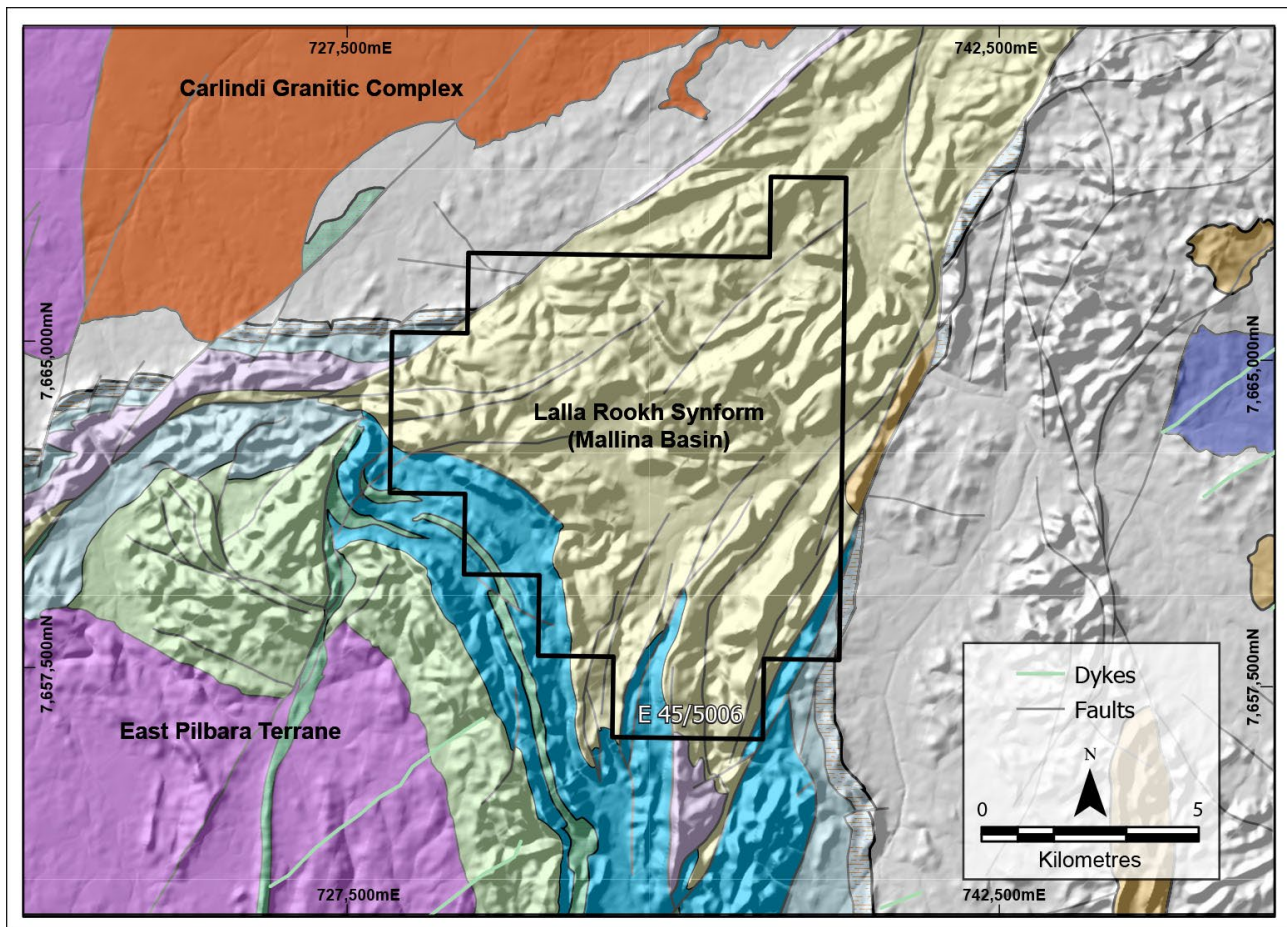 727,500mE
742,500mE
Carlindi Granitic Complex
7,665,000mN
7,665,000mN
Lalla Rookh Synform
(Mallina Basin)
7,657,500mN
7,657,500mN
East Pilbara Terrane
E 45/5006
Dykes
Faults
N
0
5
Kilometres
727,500mE
742,500mE